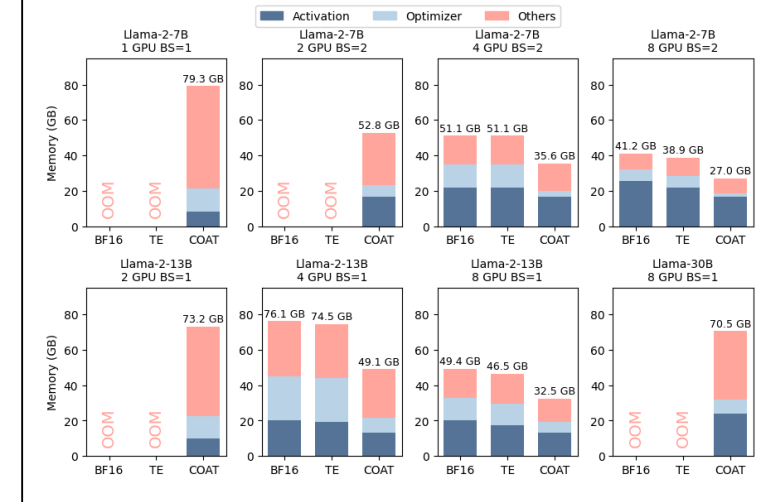 Activation Optimizer Others
Llama-2-7B
1 GPU BS=1
Llama-2-7B
2 GPU BS=2
Llama-2-7B
4 GPU BS=2
Llama-2-7B
8 GPU BS=2
Memory (GB)
80
60
40
20
0
OOM
OOM
79.3 GB
BF16 TE COAT
80
60
40
20
0
OOM
OOM
52.8 GB
BF16 TE COAT
80
60
40
20
0
51.1 GB 51.1 GB
35.6 GB
BF16 TE COAT
80
60
40
20
0
41.2 GB 38.9 GB
27.0 GB
BF16 TE COAT
Llama-2-13B
2 GPU BS=1
Llama-2-13B
4 GPU BS=1
Llama-2-13B
8 GPU BS=1
Llama-30B
8 GPU BS=1
Memory (GB)
80
60
40
20
0
OOM
OOM
73.2 GB
BF16 TE COAT
80
60
40
20
0
76.1 GB 74.5 GB
49.1 GB
BF16 TE COAT
80
60
40
20
0
49.4 GB 46.5 GB
32.5 GB
BF16 TE COAT
80
60
40
20
0
OOM
OOM
70.5 GB
BF16 TE COAT